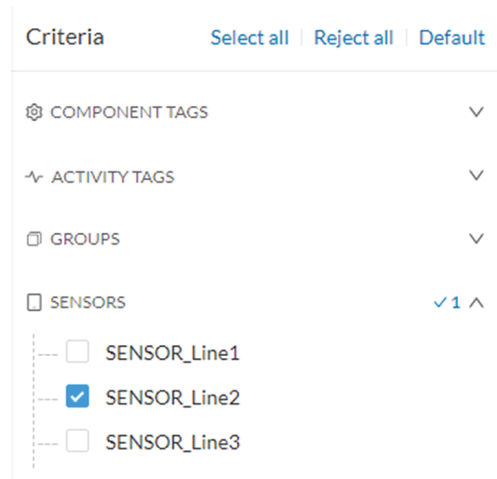 Criteria Select all Reject all Default
COMPONENT TAGS
ACTIVITY TAGS
GROUPS
SENSORS 1
SENSOR_Line1
SENSOR_Line2
SENSOR_Line3